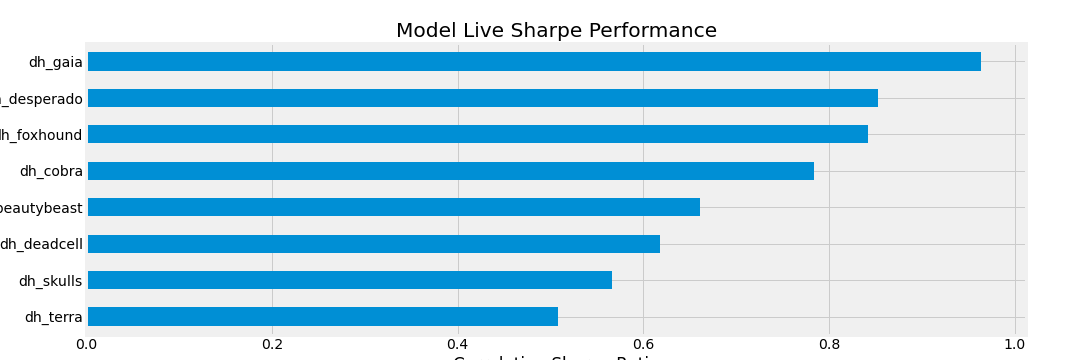 Model Live Sharpe Performance
dh_gaia
_desperado
dh_foxhound
dh_cobra
beautybeast
dh_deadcell
dh_skulls
dh_terra
0.0 0.2 0.4 0.6 0.8 1.0